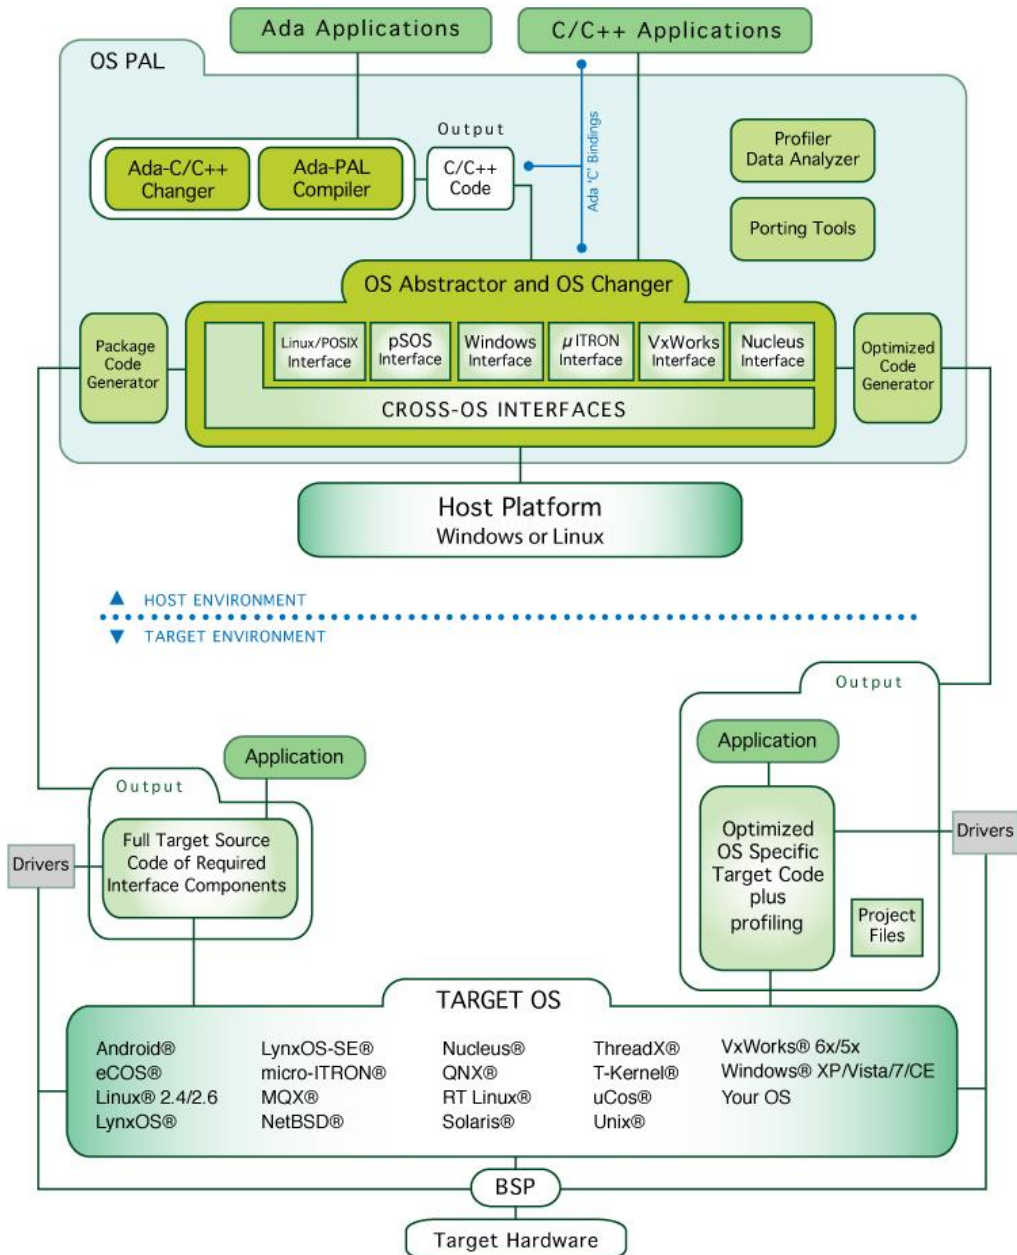 Ada Applications
C/C++ Applications
OS PAL
Output
Ada 'C' Bindings
Ada-C/C++
Changer
Ada-PAL
Compiler
C/C++
Code
Profiler
Data Analyzer
Porting Tools
OS Abstractor and OS Changer
Package
Code
Generator
Linux/POSIX
Interface
pSOS
Interface
Windows
Interface
µITRON
Interface
VxWorks
Interface
Nucleus
Interface
Optimized
Code
Generator
CROSS-OS INTERFACES
Host Platform
Windows or Linux
HOST ENVIRONMENT
TARGET ENVIRONMENT
Output
Application
Application
Output
Full Target Source
Code of Required
Interface Components
Drivers
Optimized
OS Specific
Target Code
plus
profiling
Drivers
Project
Files
TARGET OS
Android®
eCOS®
Linux® 2.4/2.6
LynxOS®
LynxOS-SE®
micro-ITRON®
MQX®
NetBSD®
Nucleus®
QNX®
RT Linux®
Solaris®
ThreadX®
T-Kernel®
uCos®
Unix®
VxWorks® 6x/5x
Windows® XP/Vista/7/CE
Your OS
BSP
Target Hardware